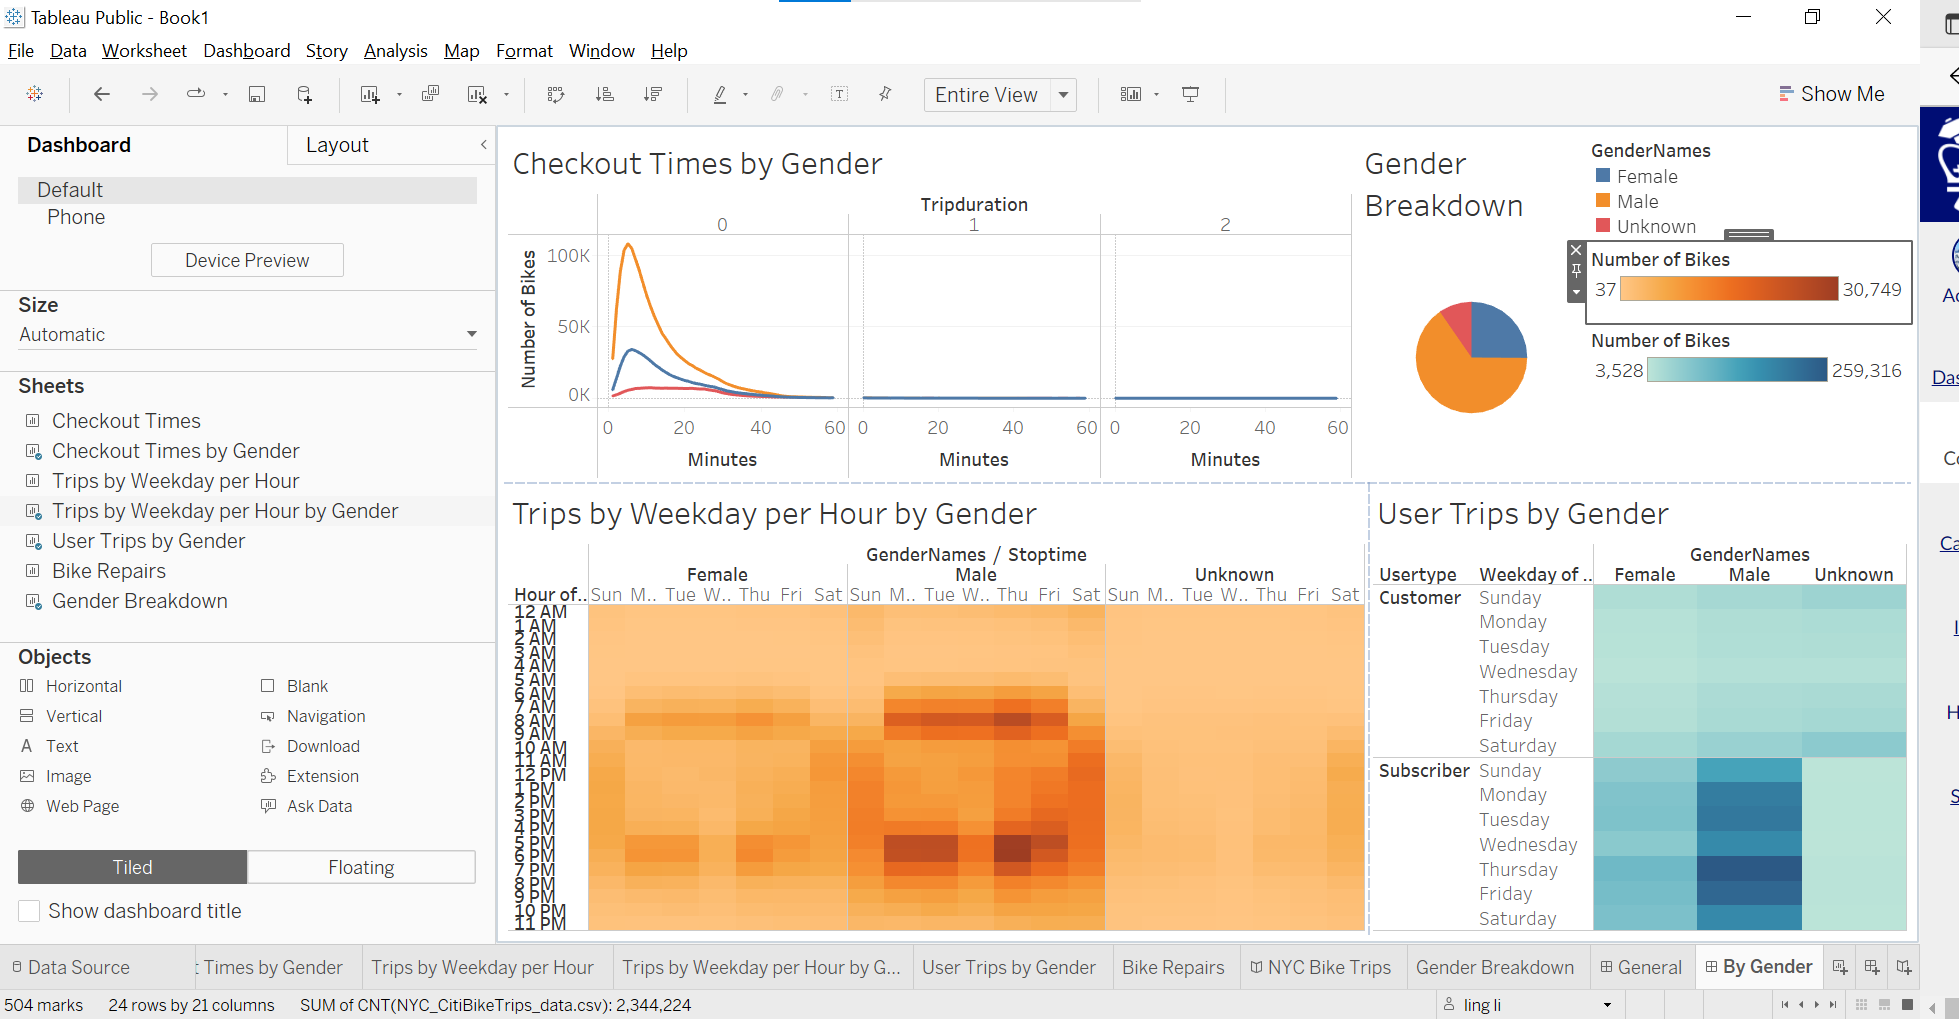 Tableau Public - Book1
File Data Worksheet Dashboard Story Analysis Map Format Window Help
Entire View
Show Me
Dashboard
Layout
Default
Phone
Device Preview
Size
Automatic
Sheets
Checkout Times
Checkout Times by Gender
Trips by Weekday per Hour
Trips by Weekday per Hour by Gender
User Trips by Gender
Bike Repairs
Gender Breakdown
Objects
Horizontal Blank
Vertical Navigation
A Text Download
Image Extension
Web Page Ask Data
Tiled Floating
Show dashboard title
Checkout Times by Gender
Tripduration
0 1 2
Number of Bikes
100K
50K
0K
0 20 40 60 0 20 40 60 0 20 40 60
Minutes Minutes Minutes
Gender
Breakdown
GenderNames
Female
Male
Unknown
Number of Bikes
37 30,749
Number of Bikes
3,528 259,316
Trips by Weekday per Hour by Gender
GenderNames / Stoptime
Female Male Unknown
Hour of.. Sun M.. Tue W.. Thu Fri Sat Sun M.. Tue W.. Thu Fri Sat Sun M.. Tue W.. Thu Fri Sat
12 AM
1 AM
2 AM
3 AM
4 AM
5 AM
6 AM
7 AM
8 AM
9 AM
10 AM
11 AM
12 PM
1 PM
2 PM
3 PM
4 PM
5 PM
6 PM
7 PM
8 PM
9 PM
10 PM
11 PM
User Trips by Gender
GenderNames
Usertype Weekday of .. Female Male Unknown
Customer Sunday
Monday
Tuesday
Wednesday
Thursday
Friday
Saturday
Subscriber Sunday
Monday
Tuesday
Wednesday
Thursday
Friday
Saturday
Data Source t Times by Gender Trips by Weekday per Hour Trips by Weekday per Hour by G... User Trips by Gender Bike Repairs NYC Bike Trips Gender Breakdown General By Gender
504 marks 24 rows by 21 columns SUM of CNT(NYC_CitiBikeTrips_data.csv): 2,344,224
ling li